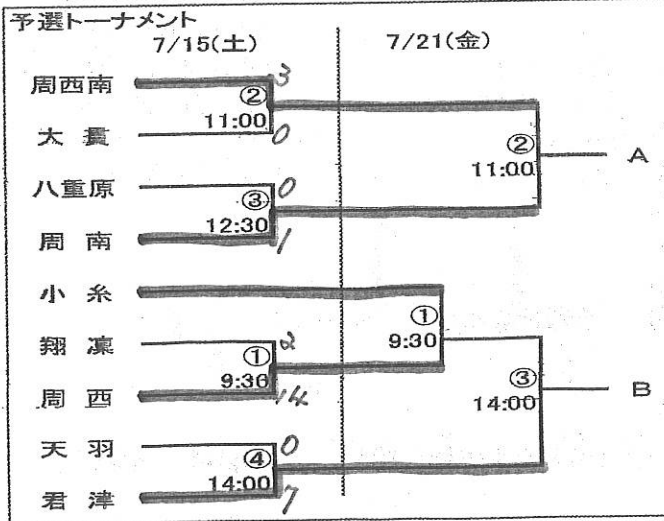 予選トーナメント
7/15(土) 7/21(金)
周西南 3
② 11:00 ② 11:00 A
大貫 0
八重原 0
③ 12:30
周南 1
小糸
① 9:30
翔凜 2
① 9:30 ③ 14:00 B
周西 14
天羽 0
④ 14:00
君津 7